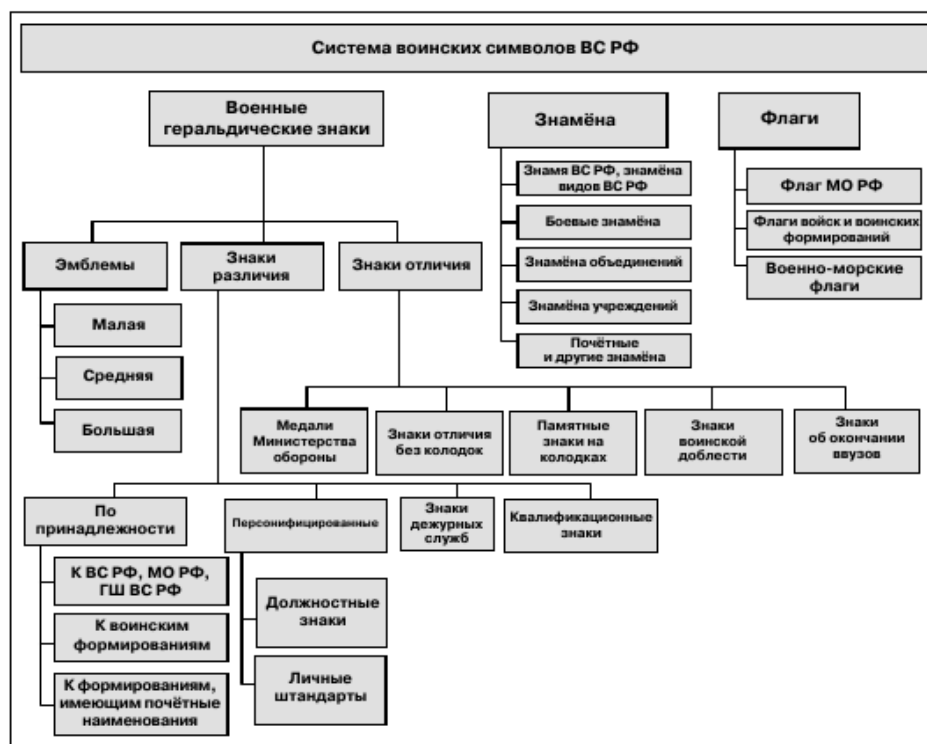 Система воинских символов ВС РФ
Военные
геральдические знаки
Знамёна
Флаги
Знамя ВС РФ, знамёна
видов ВС РФ
Боевые знамёна
Знамёна объединений
Знамёна учреждений
Почётные
и другие знамёна
Флаг МО РФ
Флаги войск и воинских
формирований
Военно-морские
флаги
Эмблемы
Знаки
различия
Знаки отличия
Малая
Средняя
Большая
Медали
Министерства
обороны
Знаки отличия
без колодок
Памятные
знаки на
колодках
Знаки
воинской
доблести
Знаки
об окончании
ввузов
По
принадлежности
Персонифицированные
Знаки
дежурных
служб
Квалификационные
знаки
К ВС РФ, МО РФ,
ГШ ВС РФ
К воинским
формированиям
К формированиям,
имеющим почётные
наименования
Должностные
знаки
Личные
штандарты